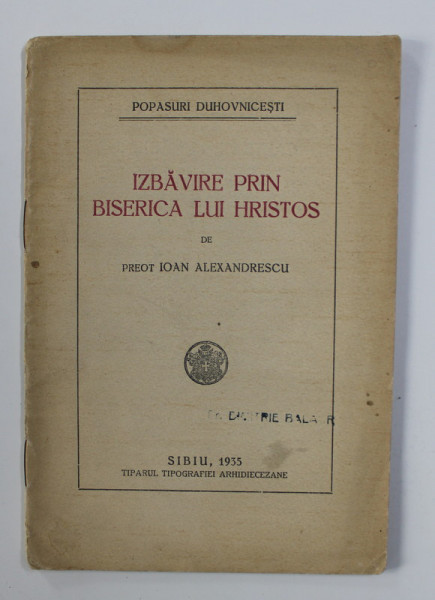 POPASURI DUHOVNICEȘTI
IZBĂVIRE PRIN
BISERICA LUI HRISTOS
DE
PREOT IOAN ALEXANDRESCU
SIBIU, 1935
TIPARUL TIPOGRAFIEI ARHIDIECEZANE